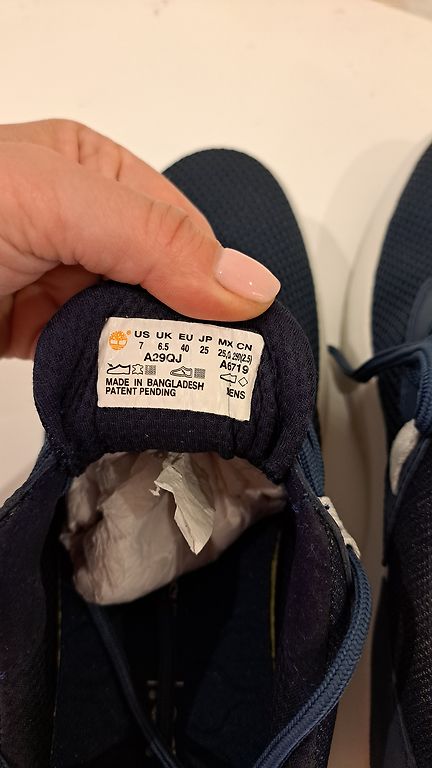 US UK EU JP MX CN
7 6.5 40 25 25,0 250(2.5)
A29QJ A6719
MADE IN BANGLADESH
PATENT PENDING